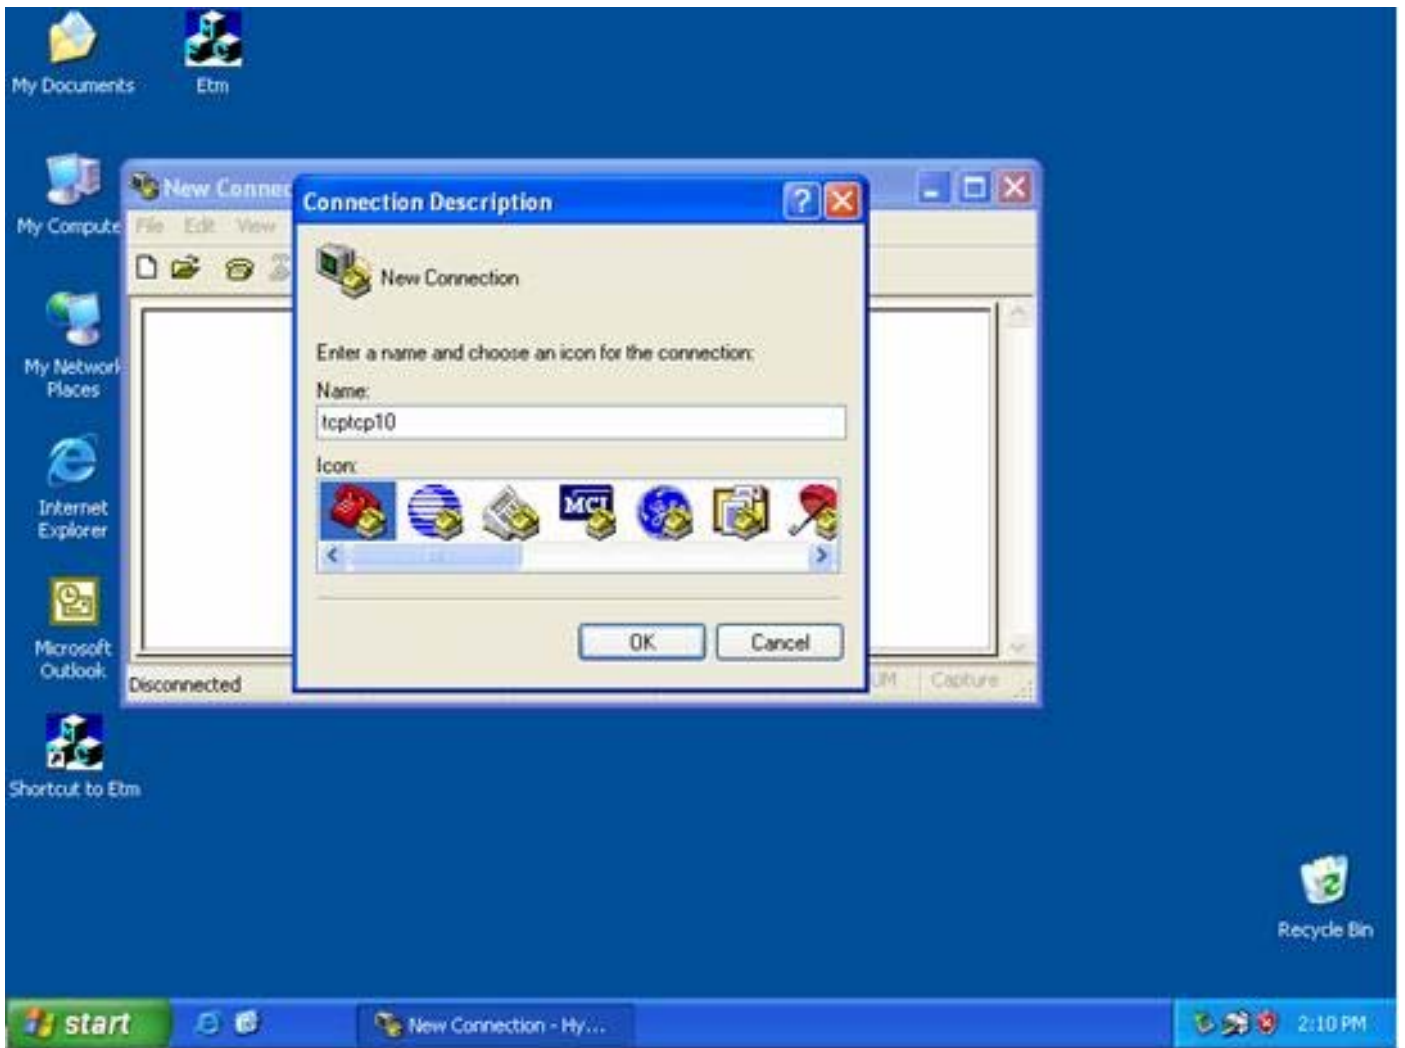 My Documents
Etm
My Compute
My Network
Places
Internet
Explorer
Microsoft
Outlook
Shortcut to Etm
New Connec
File Edit View
Disconnected
UM
Capture
Connection Description
New Connection
Enter a name and choose an icon for the connection:
Name:
tcptcp10
Icon:
MCI
OK
Cancel
Recycle Bin
start
New Connection - Hy...
2:10 PM